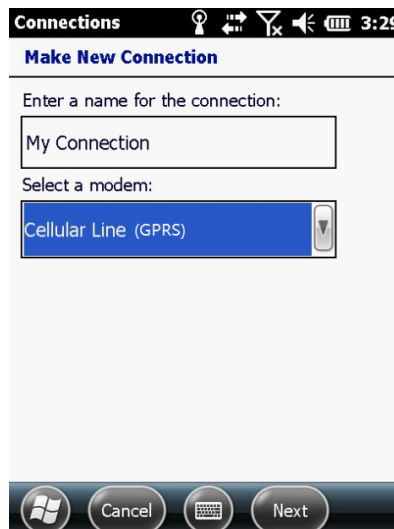 Connections 3:29
Make New Connection
Enter a name for the connection:
My Connection
Select a modem:
Cellular Line (GPRS)
Cancel Next